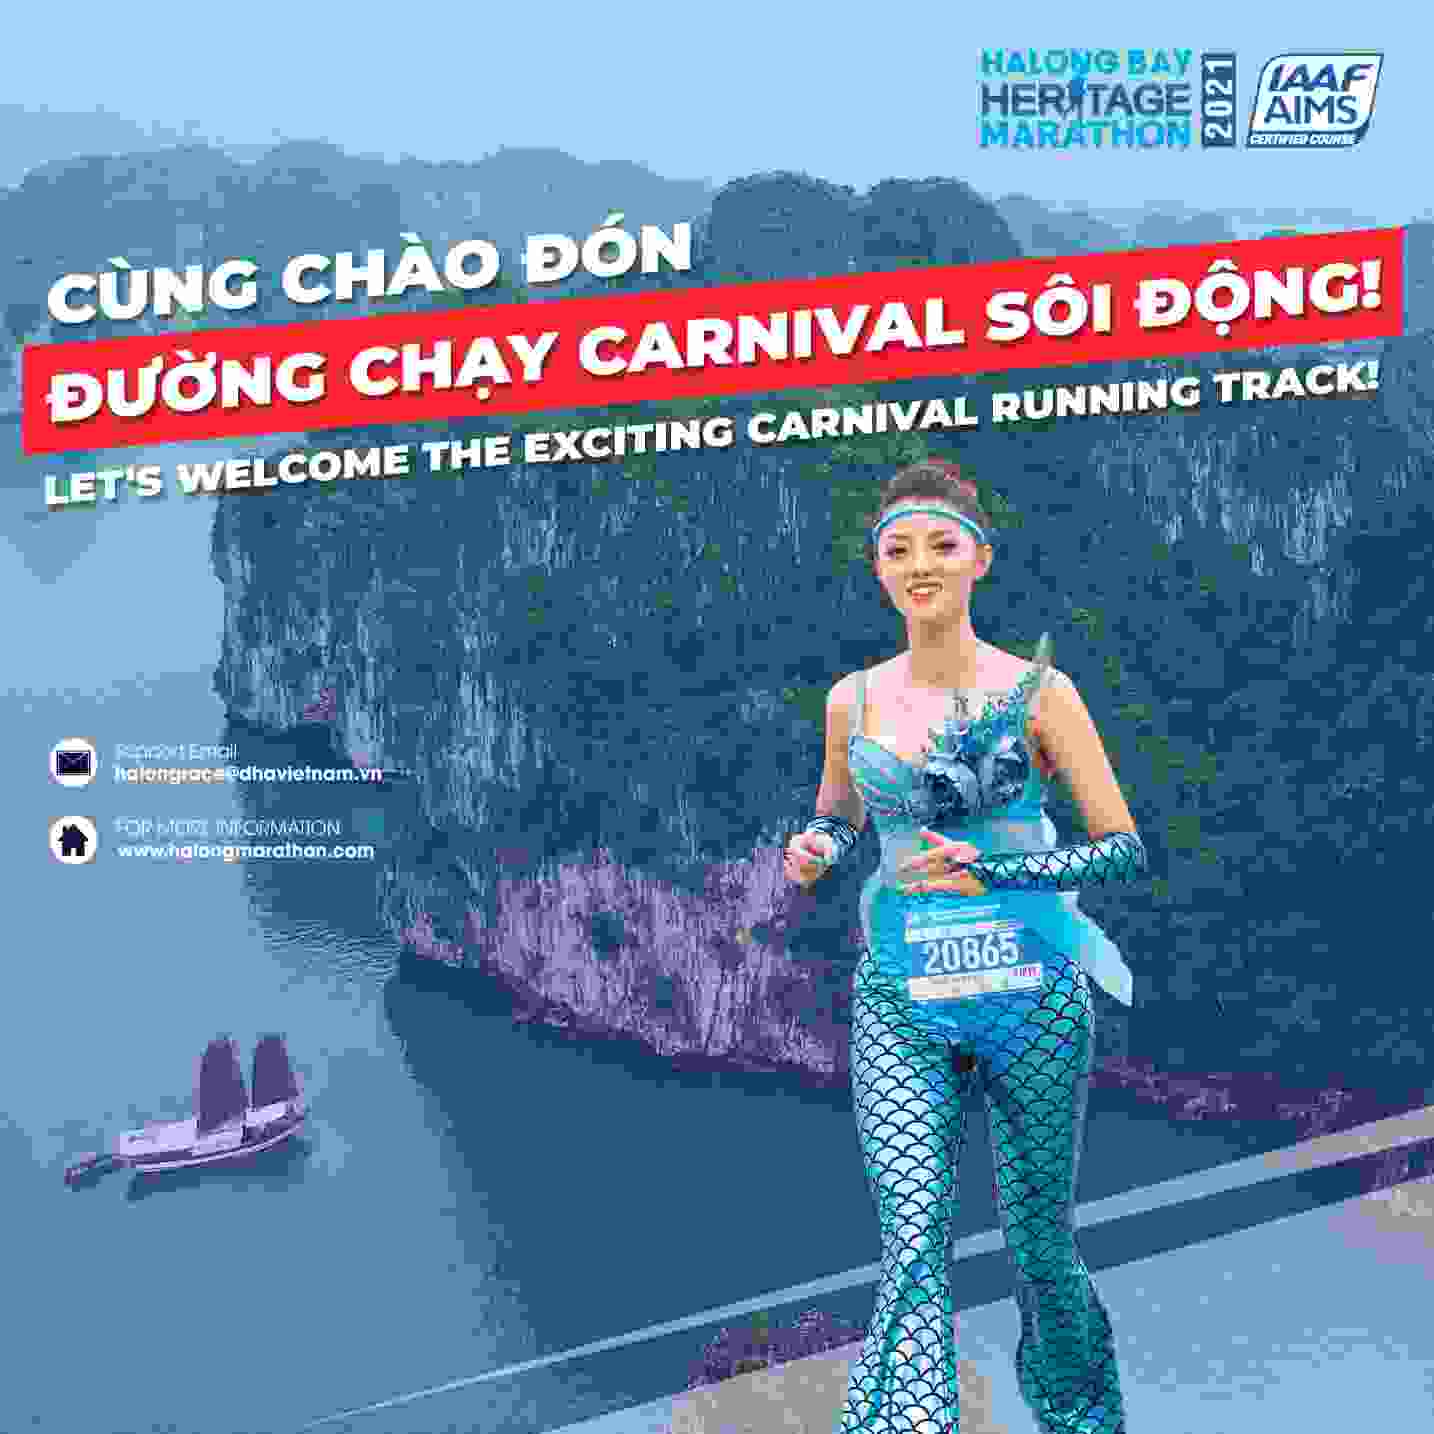 HALONG BAY
HERITAGE
MARATHON
2021
IAAF
AIMS
CERTIFIED COURSE
CÙNG CHÀO ĐÓN
ĐƯỜNG CHẠY CARNIVAL SÔI ĐỘNG!
LET'S WELCOME THE EXCITING CARNIVAL RUNNING TRACK!
Support Email
halongrace@dhavietnam.vn
FOR MORE INFORMATION
www.halongmarathon.com
20865